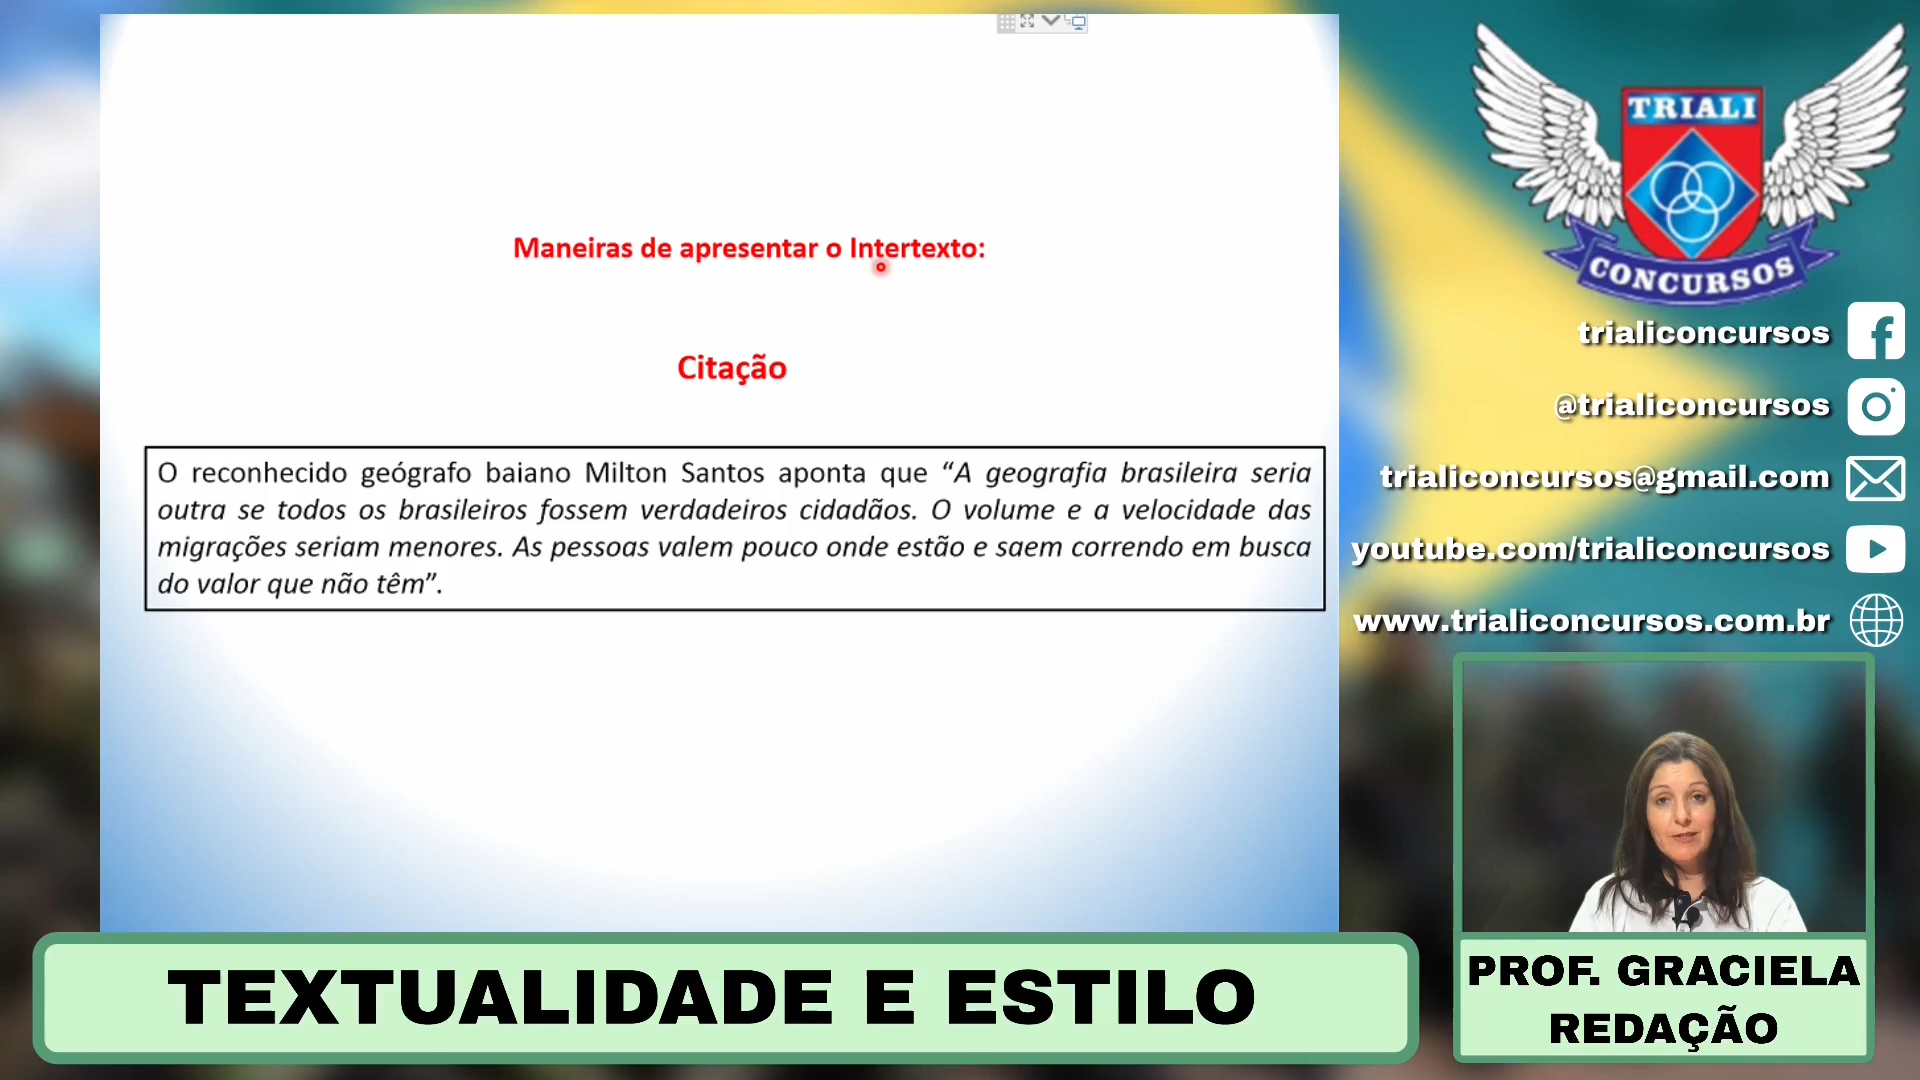 Maneiras de apresentar o Intertexto:
Citação
O reconhecido geógrafo baiano Milton Santos aponta que “A geografia brasileira seria
outra se todos os brasileiros fossem verdadeiros cidadãos. O volume e a velocidade das
migrações seriam menores. As pessoas valem pouco onde estão e saem correndo em busca
do valor que não têm”.
TRIALI
CONCURSOS
trialiconcursos
@trialiconcursos
trialiconcursos@gmail.com
youtube.com/trialiconcursos
www.trialiconcursos.com.br
TEXTUALIDADE E ESTILO
PROF. GRACIELA
REDAÇÃO